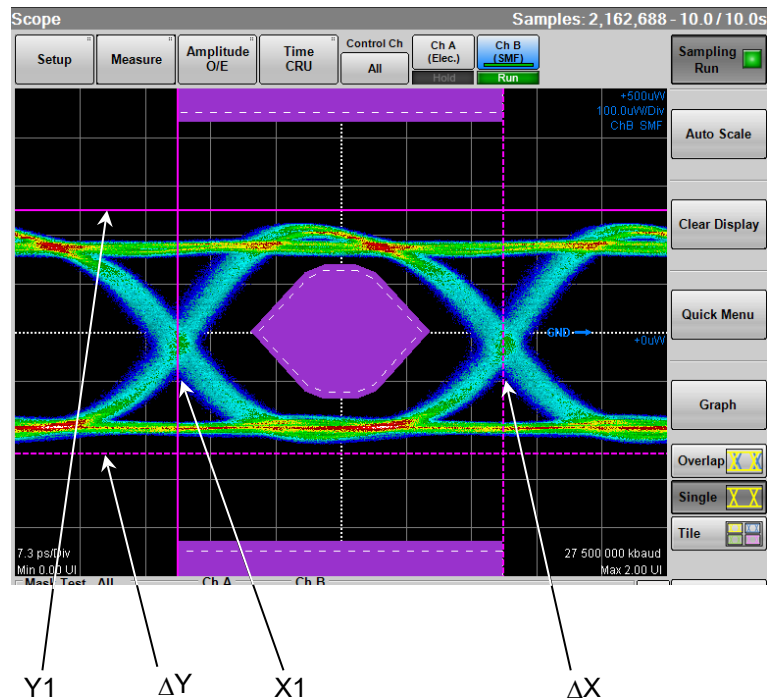 Scope
Samples: 2,162,688 - 10.0 / 10.0s
Setup
Measure
Amplitude
O/E
Time
CRU
Control Ch
All
Ch A
(Elec.)
Hold
Ch B
(SMF)
Run
Sampling
Run
+500uW
100.0uW/Div
ChB SMF
Auto Scale
Clear Display
Quick Menu
GND
+0uW
Graph
Overlap
Single
Tile
7.3 ps/Div
Min 0.00 UI
27 500 000 kbaud
Max 2.00 UI
Mask Test All
Ch A
Ch B
Y1
ΔY
X1
ΔX